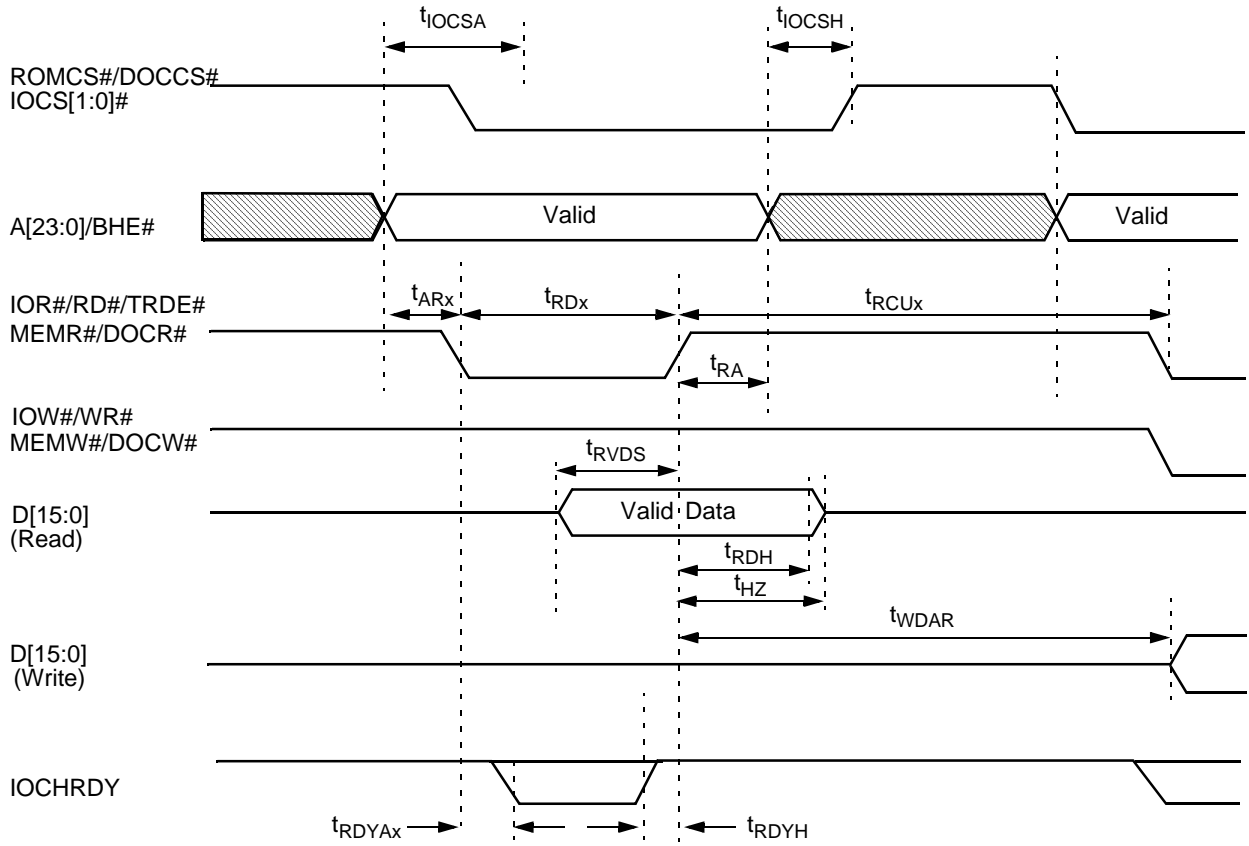 tIOCSA
tIOCSH
ROMCS#/DOCCS#
IOCS[1:0]#
A[23:0]/BHE#
Valid
Valid
IOR#/RD#/TRDE#
MEMR#/DOCR#
tARx
tRDx
tRCUx
tRA
IOW#/WR#
MEMW#/DOCW#
tRVDS
D[15:0]
(Read)
Valid Data
tRDH
tHZ
tWDAR
D[15:0]
(Write)
IOCHRDY
tRDYAx
tRDYH